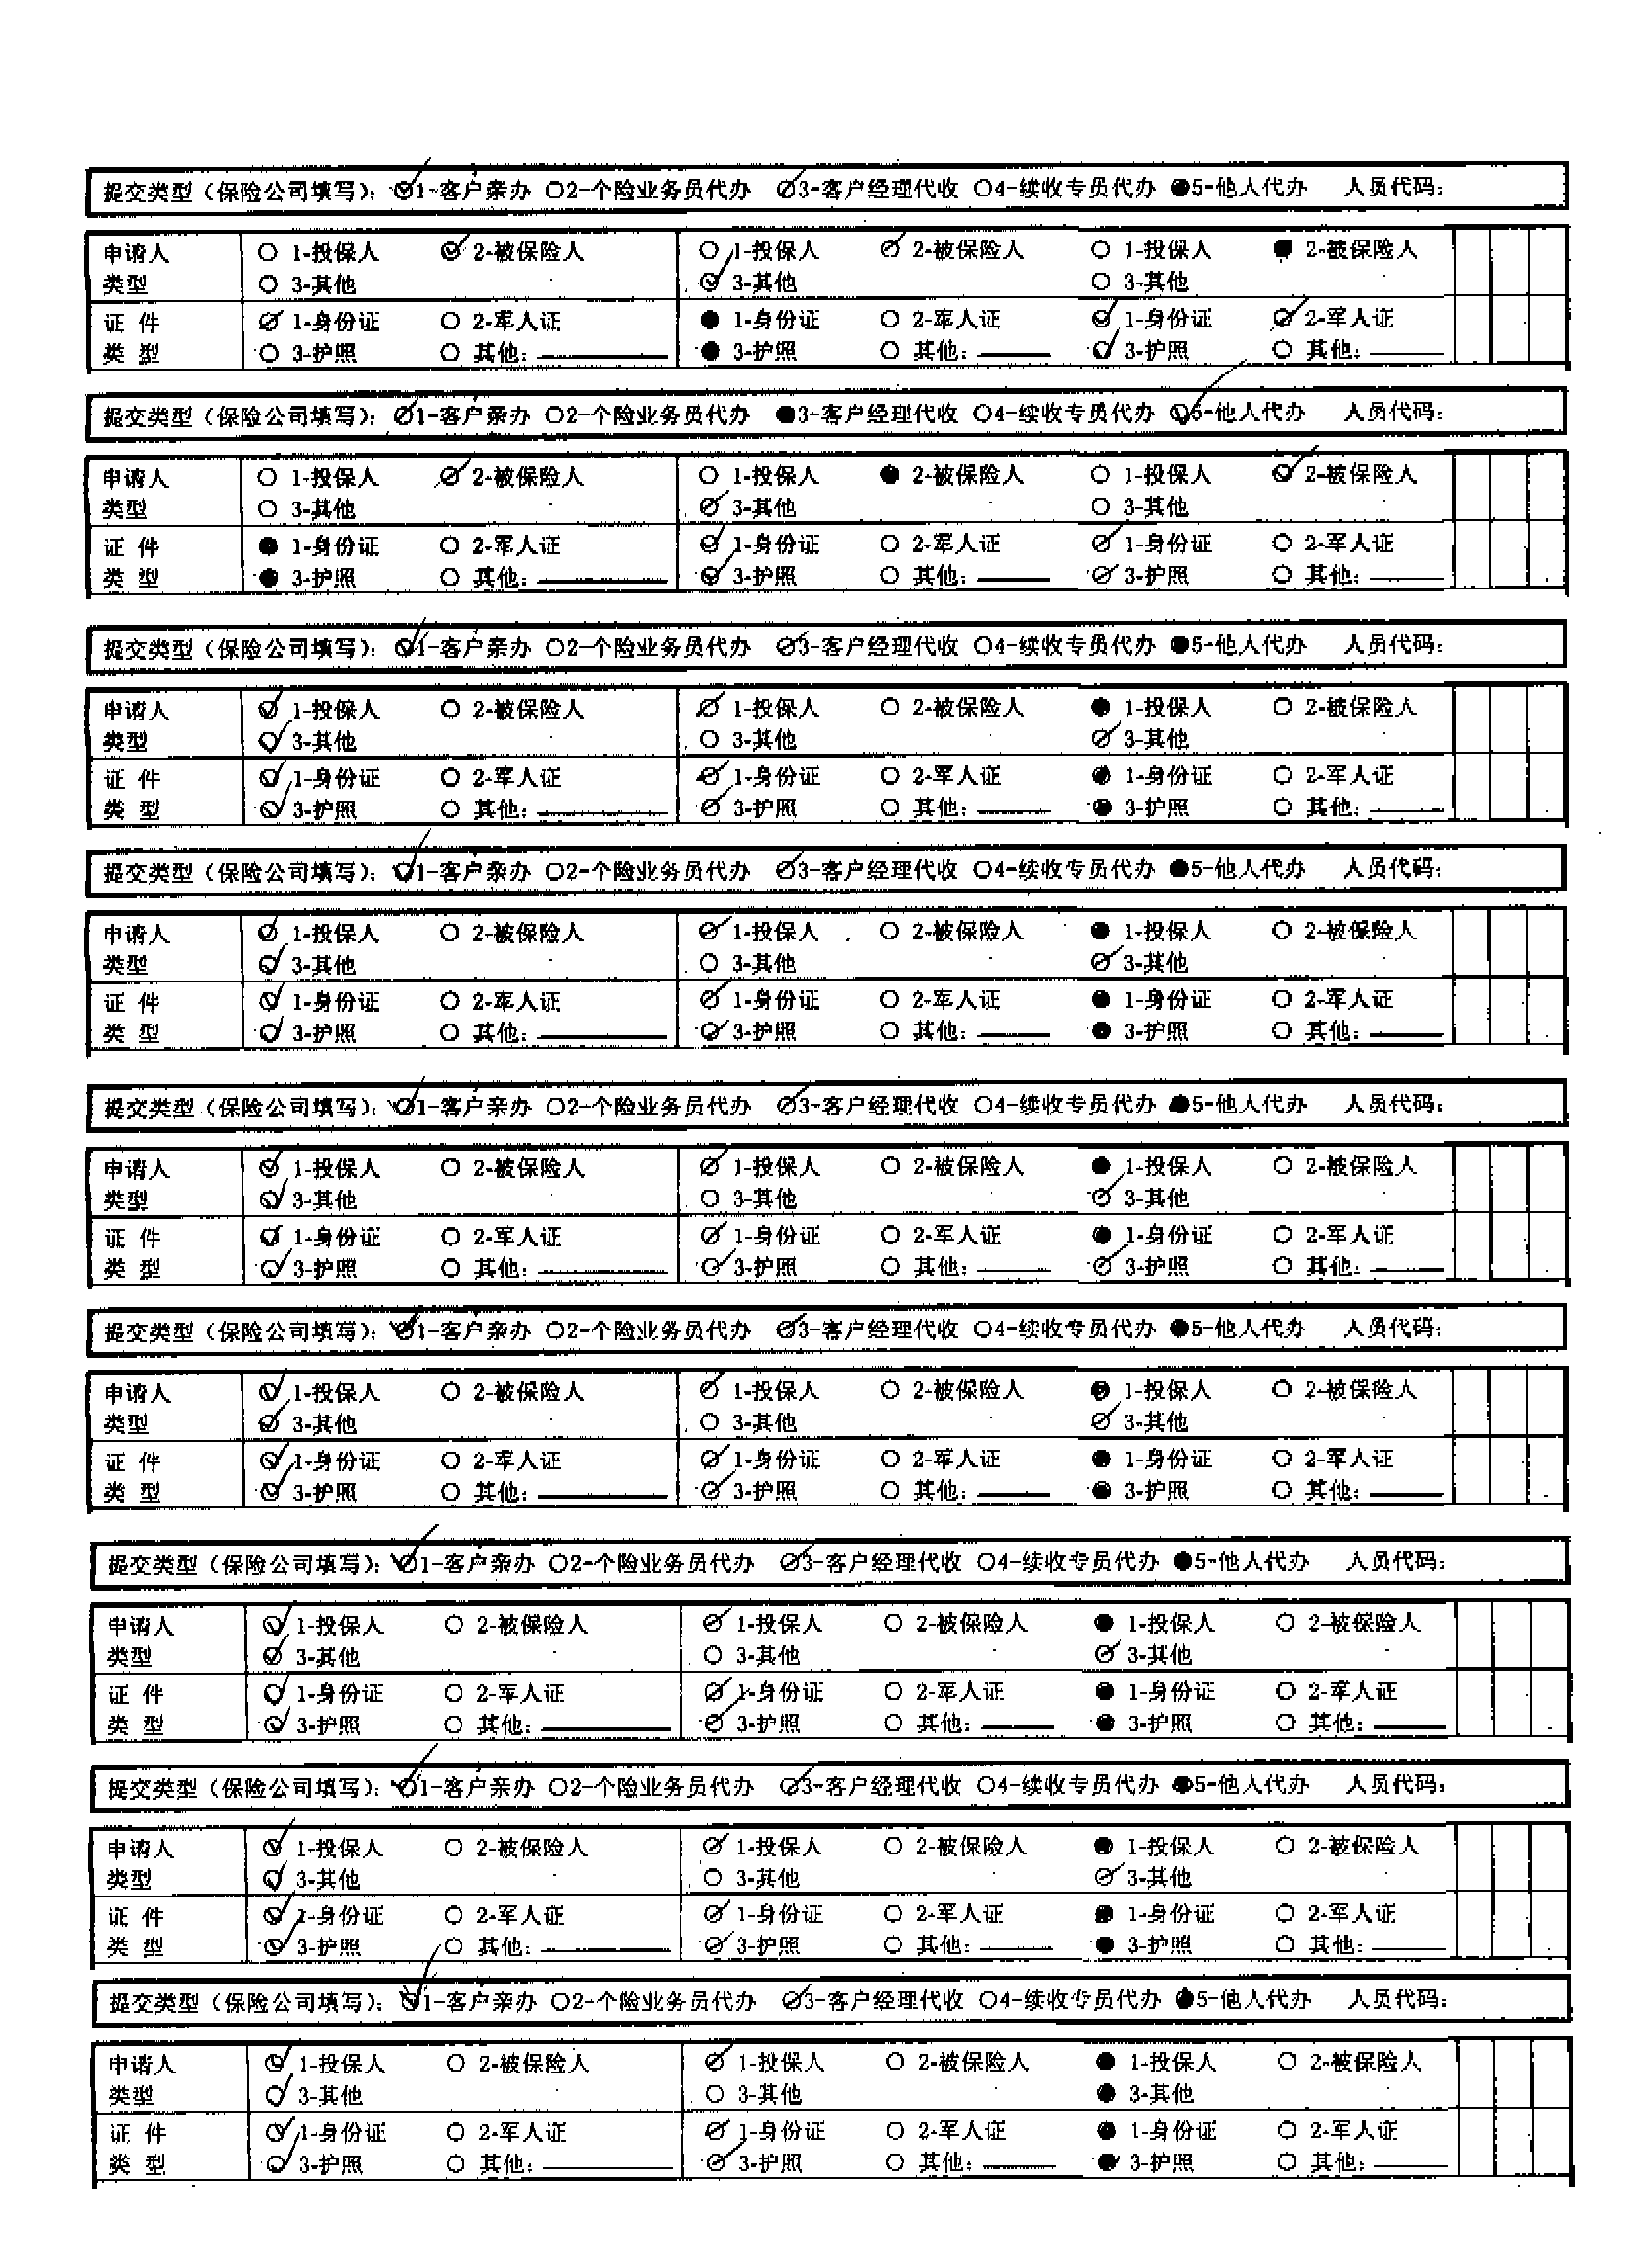 提交类型（保险公司填写）：○1-客户亲办 ○2-个险业务员代办 ○3-客户经理代收 ○4-续收专员代办 ●5-他人代办 人员代码：
申请人 ○ 1-投保人 ○ 2-被保险人 ○ 1-投保人 ○ 2-被保险人 ○ 1-投保人 ● 2-被保险人
类型 ○ 3-其他 ○ 3-其他 ○ 3-其他
证 件 ○ 1-身份证 ○ 2-军人证 ● 1-身份证 ○ 2-军人证 ○ 1-身份证 ○ 2-军人证
类 型 ○ 3-护照 ○ 其他： ● 3-护照 ○ 其他： ○ 3-护照 ○ 其他：
提交类型（保险公司填写）：○1-客户亲办 ○2-个险业务员代办 ●3-客户经理代收 ○4-续收专员代办 ○5-他人代办 人员代码：
申请人 ○ 1-投保人 ○ 2-被保险人 ○ 1-投保人 ● 2-被保险人 ○ 1-投保人 ○ 2-被保险人
类型 ○ 3-其他 ○ 3-其他 ○ 3-其他
证 件 ● 1-身份证 ○ 2-军人证 ○ 1-身份证 ○ 2-军人证 ○ 1-身份证 ○ 2-军人证
类 型 ● 3-护照 ○ 其他： ○ 3-护照 ○ 其他： ○ 3-护照 ○ 其他：
提交类型（保险公司填写）：○1-客户亲办 ○2-个险业务员代办 ○3-客户经理代收 ○4-续收专员代办 ●5-他人代办 人员代码：
申请人 ○ 1-投保人 ○ 2-被保险人 ○ 1-投保人 ○ 2-被保险人 ● 1-投保人 ○ 2-被保险人
类型 ○ 3-其他 ○ 3-其他 ○ 3-其他
证 件 ○ 1-身份证 ○ 2-军人证 ○ 1-身份证 ○ 2-军人证 ● 1-身份证 ○ 2-军人证
类 型 ○ 3-护照 ○ 其他： ○ 3-护照 ○ 其他： ● 3-护照 ○ 其他：
提交类型（保险公司填写）：○1-客户亲办 ○2-个险业务员代办 ○3-客户经理代收 ○4-续收专员代办 ●5-他人代办 人员代码：
申请人 ○ 1-投保人 ○ 2-被保险人 ○ 1-投保人 ○ 2-被保险人 ● 1-投保人 ○ 2-被保险人
类型 ○ 3-其他 ○ 3-其他 ○ 3-其他
证 件 ○ 1-身份证 ○ 2-军人证 ○ 1-身份证 ○ 2-军人证 ● 1-身份证 ○ 2-军人证
类 型 ○ 3-护照 ○ 其他： ○ 3-护照 ○ 其他： ● 3-护照 ○ 其他：
提交类型（保险公司填写）：○1-客户亲办 ○2-个险业务员代办 ○3-客户经理代收 ○4-续收专员代办 ●5-他人代办 人员代码：
申请人 ○ 1-投保人 ○ 2-被保险人 ○ 1-投保人 ○ 2-被保险人 ● 1-投保人 ○ 2-被保险人
类型 ○ 3-其他 ○ 3-其他 ○ 3-其他
证 件 ○ 1-身份证 ○ 2-军人证 ○ 1-身份证 ○ 2-军人证 ● 1-身份证 ○ 2-军人证
类 型 ○ 3-护照 ○ 其他： ○ 3-护照 ○ 其他： ○ 3-护照 ○ 其他：
提交类型（保险公司填写）：○1-客户亲办 ○2-个险业务员代办 ○3-客户经理代收 ○4-续收专员代办 ●5-他人代办 人员代码：
申请人 ○ 1-投保人 ○ 2-被保险人 ○ 1-投保人 ○ 2-被保险人 ● 1-投保人 ○ 2-被保险人
类型 ○ 3-其他 ○ 3-其他 ○ 3-其他
证 件 ○ 1-身份证 ○ 2-军人证 ○ 1-身份证 ○ 2-军人证 ● 1-身份证 ○ 2-军人证
类 型 ○ 3-护照 ○ 其他： ○ 3-护照 ○ 其他： ● 3-护照 ○ 其他：
提交类型（保险公司填写）：○1-客户亲办 ○2-个险业务员代办 ○3-客户经理代收 ○4-续收专员代办 ●5-他人代办 人员代码：
申请人 ○ 1-投保人 ○ 2-被保险人 ○ 1-投保人 ○ 2-被保险人 ● 1-投保人 ○ 2-被保险人
类型 ○ 3-其他 ○ 3-其他 ○ 3-其他
证 件 ○ 1-身份证 ○ 2-军人证 ○ 1-身份证 ○ 2-军人证 ● 1-身份证 ○ 2-军人证
类 型 ○ 3-护照 ○ 其他： ○ 3-护照 ○ 其他： ● 3-护照 ○ 其他：
提交类型（保险公司填写）：○1-客户亲办 ○2-个险业务员代办 ○3-客户经理代收 ○4-续收专员代办 ●5-他人代办 人员代码：
申请人 ○ 1-投保人 ○ 2-被保险人 ○ 1-投保人 ○ 2-被保险人 ● 1-投保人 ○ 2-被保险人
类型 ○ 3-其他 ○ 3-其他 ○ 3-其他
证 件 ○ 1-身份证 ○ 2-军人证 ○ 1-身份证 ○ 2-军人证 ● 1-身份证 ○ 2-军人证
类 型 ○ 3-护照 ○ 其他： ○ 3-护照 ○ 其他： ● 3-护照 ○ 其他：
提交类型（保险公司填写）：○1-客户亲办 ○2-个险业务员代办 ○3-客户经理代收 ○4-续收专员代办 ●5-他人代办 人员代码：
申请人 ○ 1-投保人 ○ 2-被保险人 ○ 1-投保人 ○ 2-被保险人 ● 1-投保人 ○ 2-被保险人
类型 ○ 3-其他 ○ 3-其他 ● 3-其他
证 件 ○ 1-身份证 ○ 2-军人证 ○ 1-身份证 ○ 2-军人证 ● 1-身份证 ○ 2-军人证
类 型 ○ 3-护照 ○ 其他： ○ 3-护照 ○ 其他： ● 3-护照 ○ 其他：